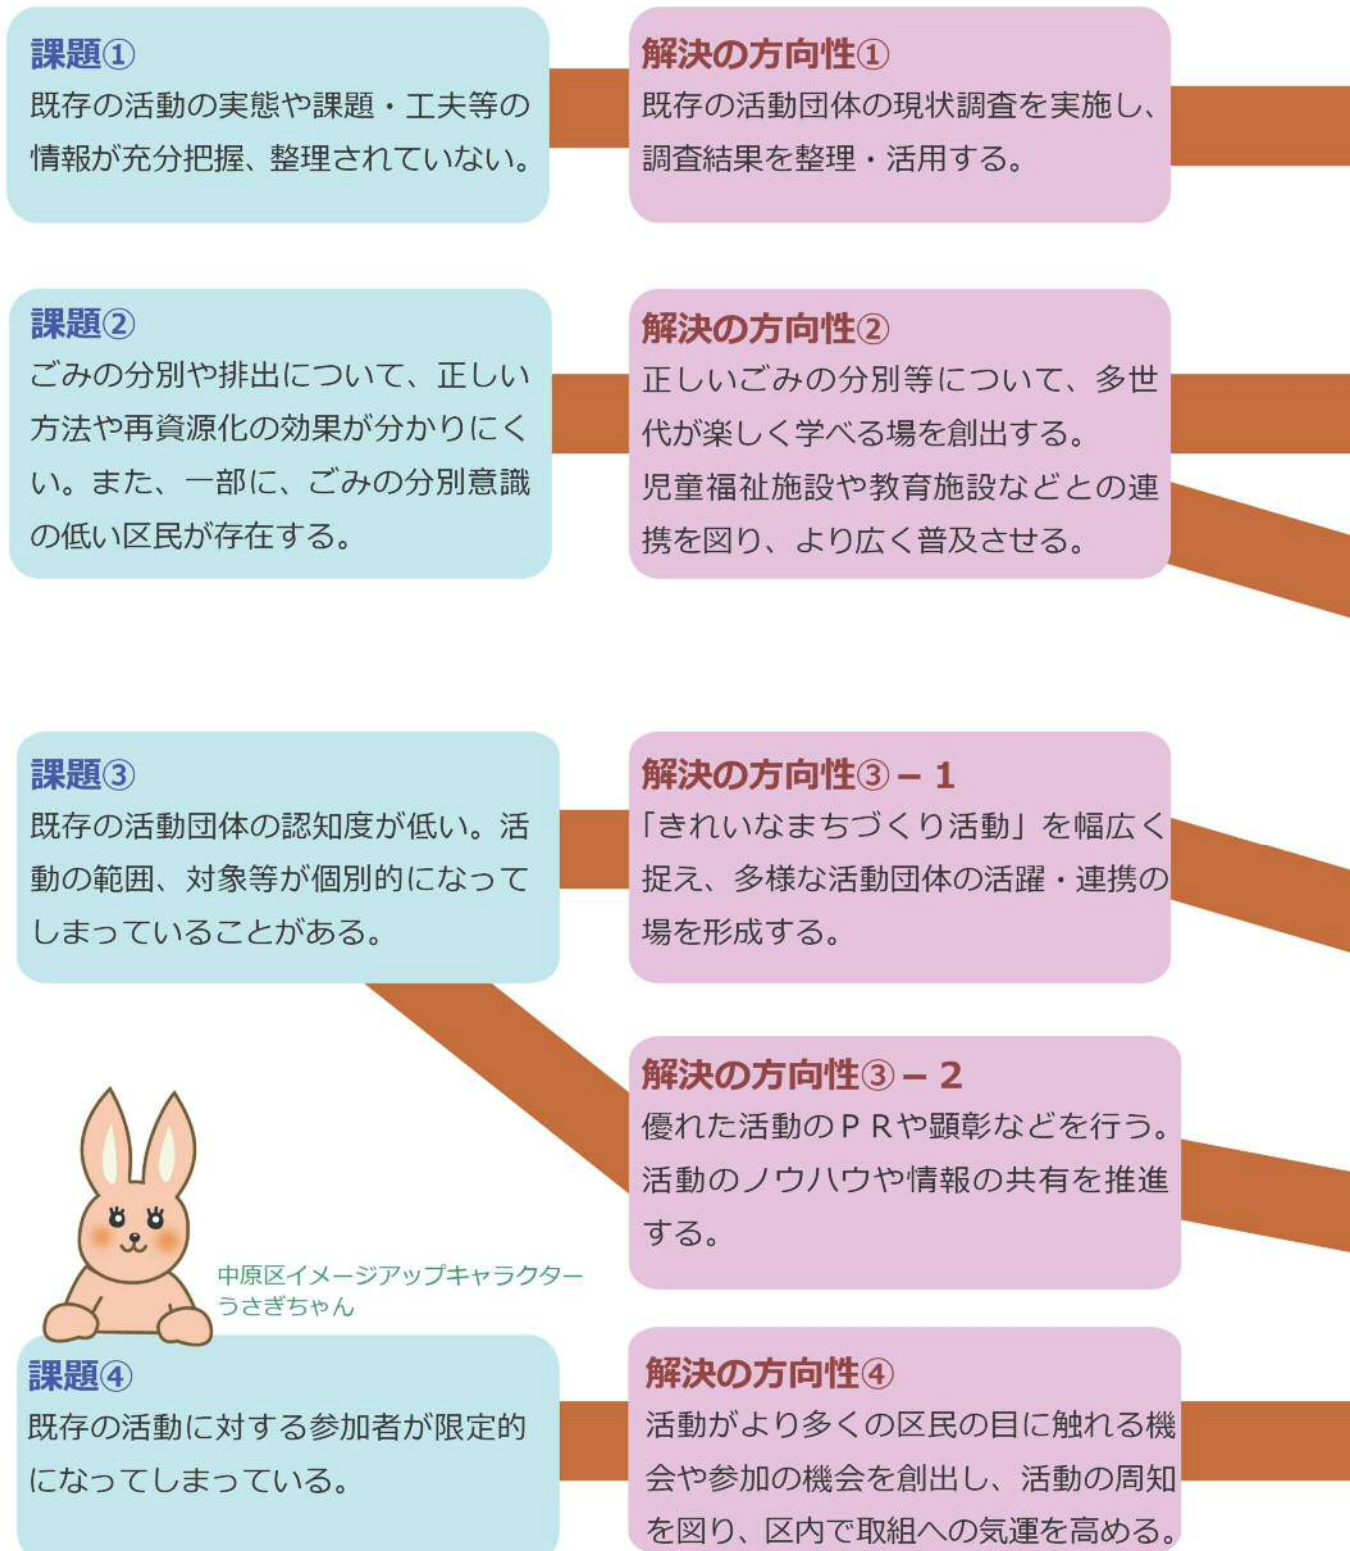 課題①
既存の活動の実態や課題・工夫等の
情報が充分把握、整理されていない。
解決の方向性①
既存の活動団体の現状調査を実施し、
調査結果を整理・活用する。
課題②
ごみの分別や排出について、正しい
方法や再資源化の効果が分かりにく
い。また、一部に、ごみの分別意識
の低い区民が存在する。
解決の方向性②
正しいごみの分別等について、多世
代が楽しく学べる場を創出する。
児童福祉施設や教育施設などとの連
携を図り、より広く普及させる。
課題③
既存の活動団体の認知度が低い。活
動の範囲、対象等が個別的になって
しまっていることがある。
解決の方向性③－１
「きれいなまちづくり活動」を幅広く
捉え、多様な活動団体の活躍・連携の
場を形成する。
解決の方向性③－２
優れた活動のＰＲや顕彰などを行う。
活動のノウハウや情報の共有を推進
する。
中原区イメージアップキャラクター
うさぎちゃん
課題④
既存の活動に対する参加者が限定的
になってしまっている。
解決の方向性④
活動がより多くの区民の目に触れる機
会や参加の機会を創出し、活動の周知
を図り、区内で取組への気運を高める。